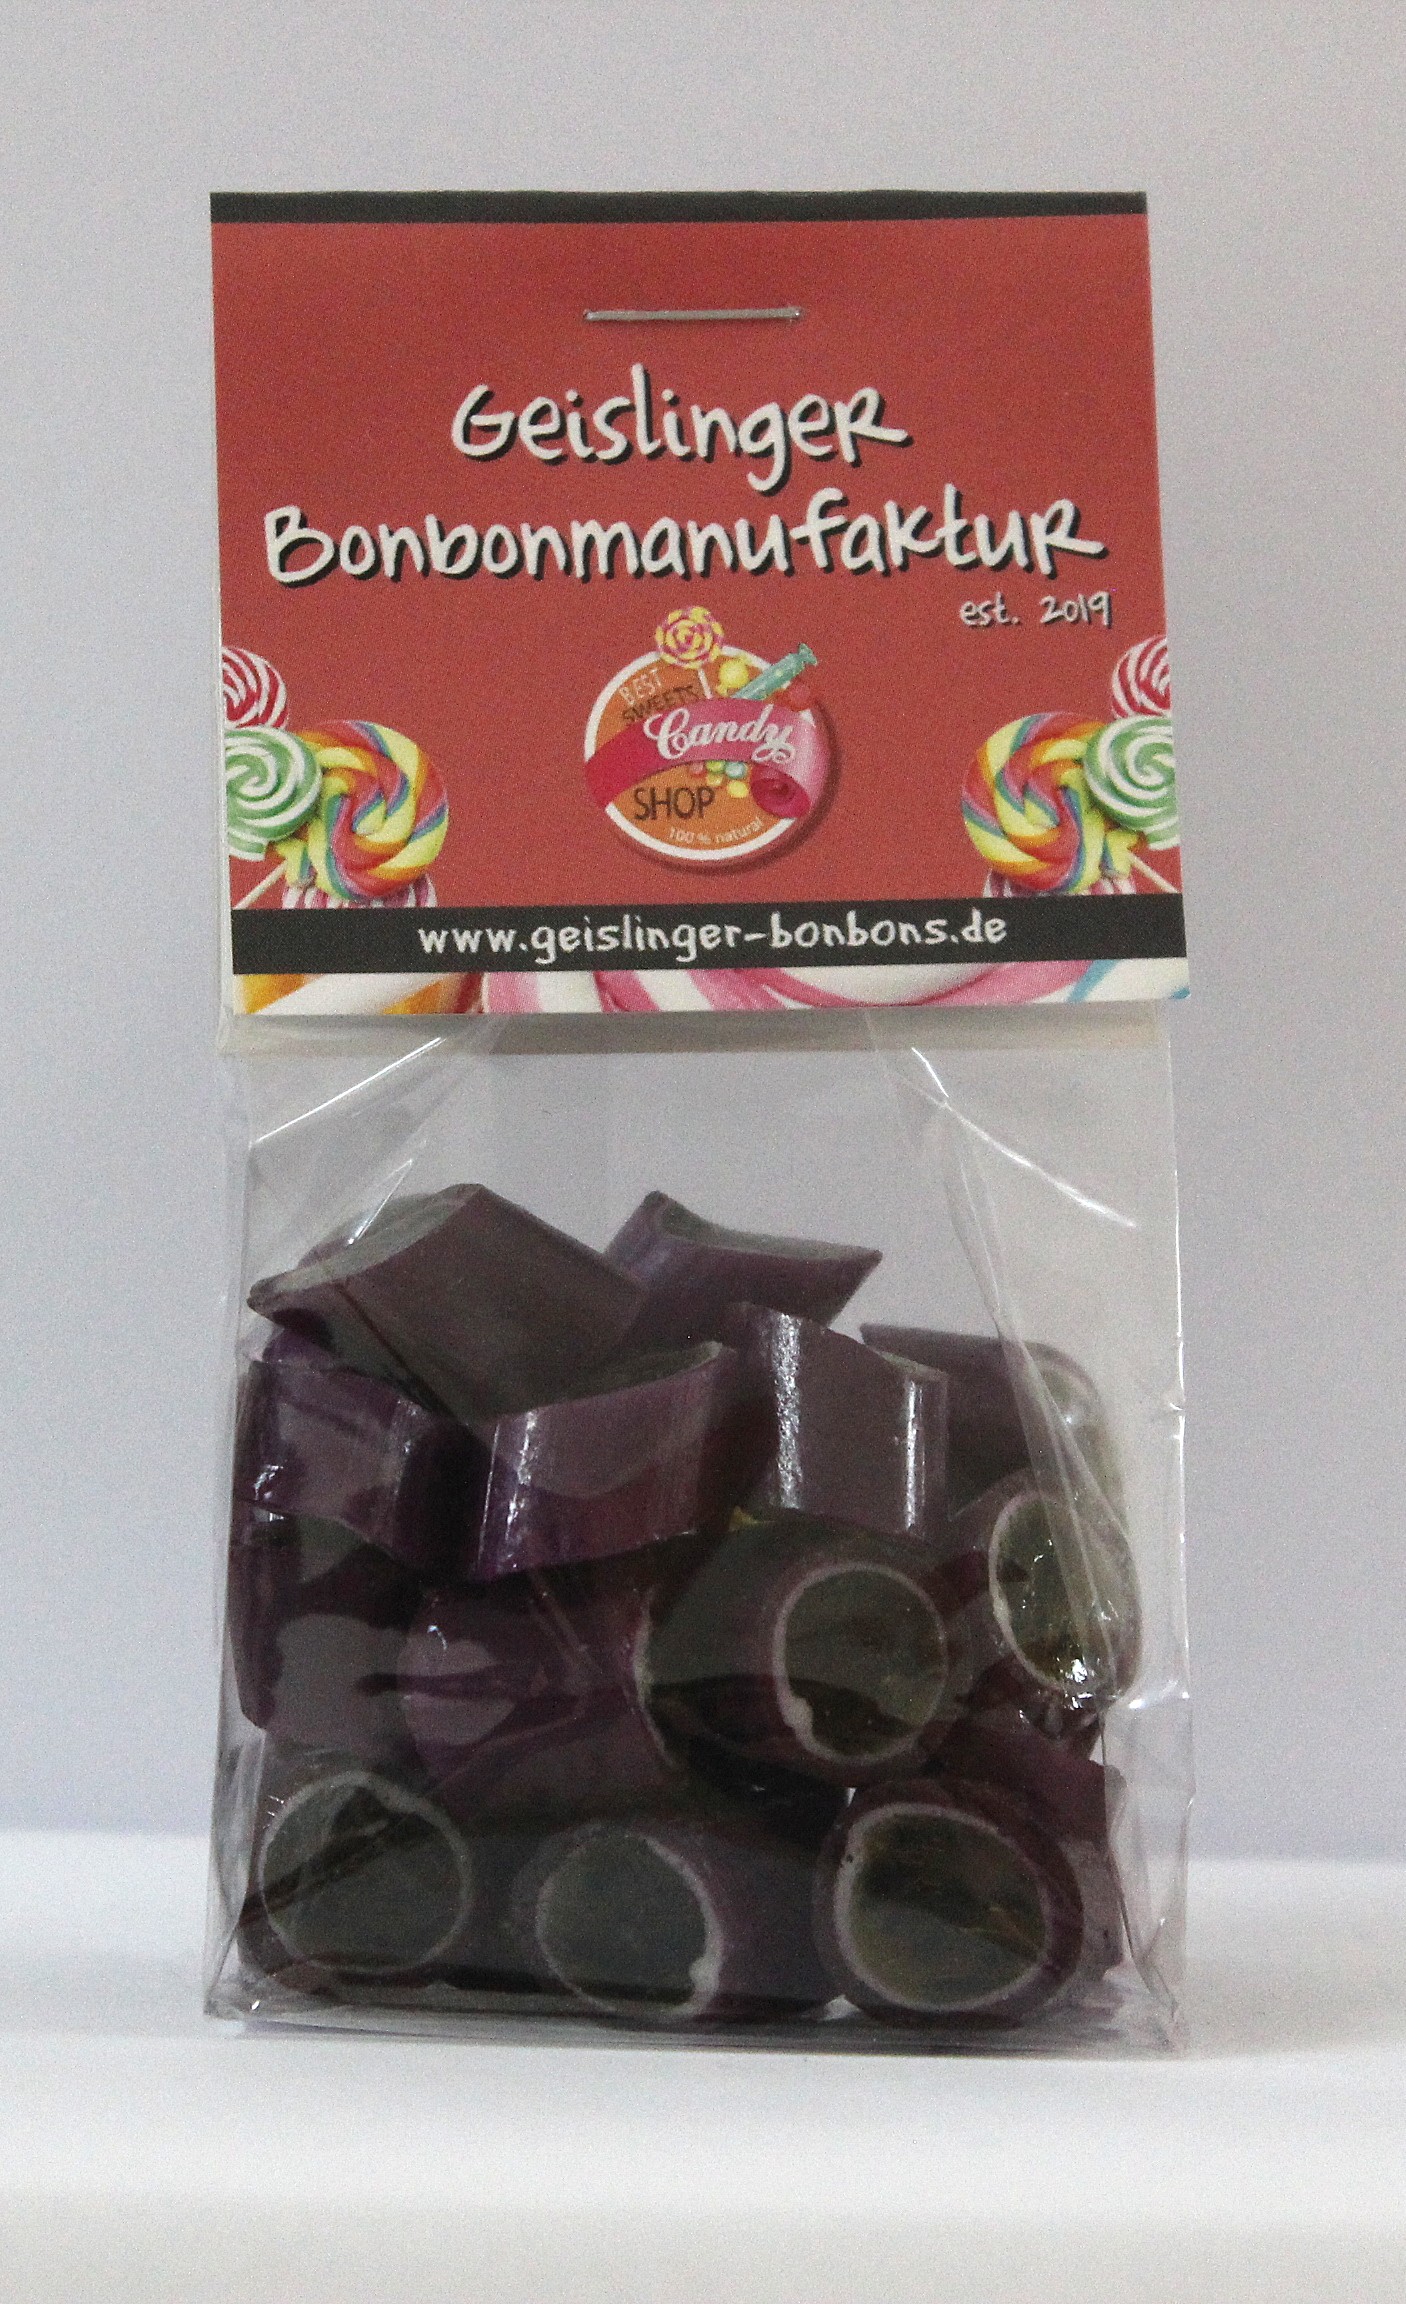 Geislinger
Bonbonmanufaktur
est. 2019
BEST
SWEETS
Candy
SHOP
100% natural
www.geislinger-bonbons.de